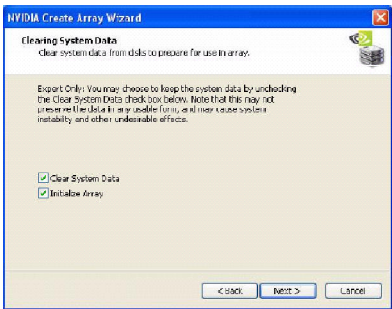 NVIDIA Create Array Wizard
Clearing System Data
Clear system data from disks to prepare for use in array.
Expert Only: You may choose to keep the system data by unchecking
the Clear System Data check box below. Note that this may not
preserve the data in any usable form, and may cause system
instability and other undesirable effects.
Clear System Data
Initialize Array
< Back
Next >
Cancel